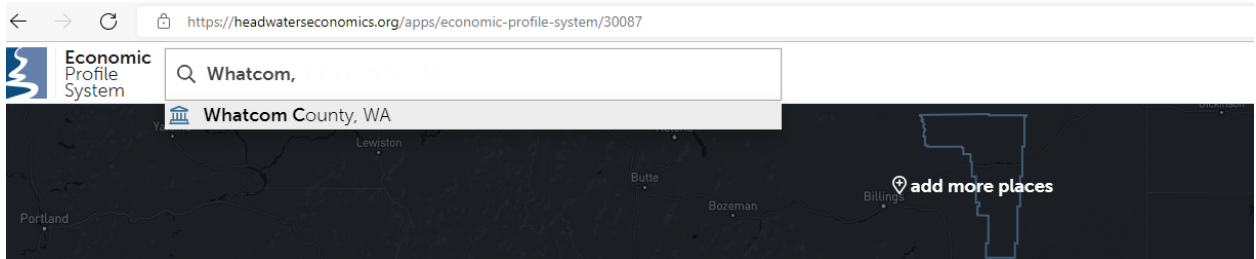 https://headwaterseconomics.org/apps/economic-profile-system/30087
Economic
Profile
System
Whatcom,
Whatcom County, WA
Lewiston
Butte
Bozeman
Billings
add more places
Portland